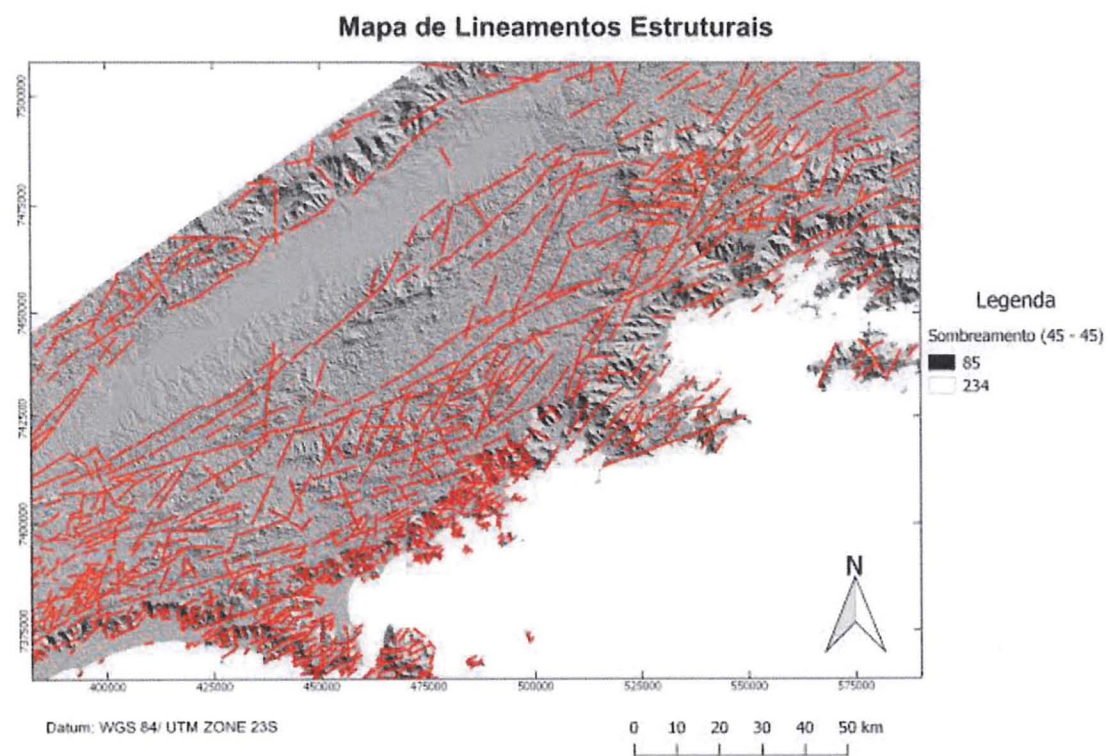 Mapa de Lineamentos Estruturais
7500000
7475000
7450000
7425000
7400000
7375000
400000 425000 450000 475000 500000 525000 550000 575000
Legenda
Sombreamento (45 - 45)
85
234
N
Datum: WGS 84/ UTM ZONE 23S
0 10 20 30 40 50 km